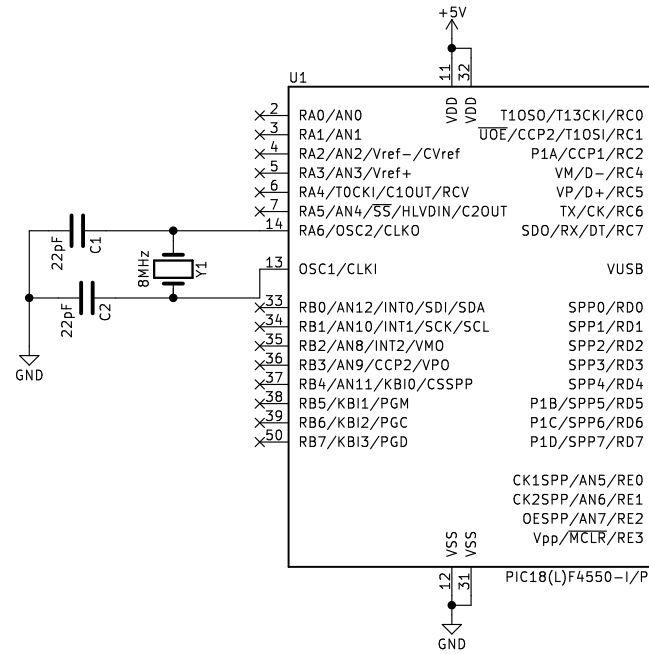 +5V
11
32
U1
VDD
VDD
2
RA0/AN0
T1OSO/T13CKI/RC0
3
RA1/AN1
UOE/CCP2/T1OSI/RC1
4
RA2/AN2/Vref-/CVref
P1A/CCP1/RC2
5
RA3/AN3/Vref+
VM/D-/RC4
6
RA4/T0CKI/C1OUT/RCV
VP/D+/RC5
7
RA5/AN4/SS/HLVDIN/C2OUT
TX/CK/RC6
14
RA6/OSC2/CLKO
SDO/RX/DT/RC7
22pF
C1
8MHz
Y1
13
OSC1/CLKI
VUSB
22pF
C2
33
RB0/AN12/INT0/SDI/SDA
SPP0/RD0
34
RB1/AN10/INT1/SCK/SCL
SPP1/RD1
35
RB2/AN8/INT2/VMO
SPP2/RD2
36
RB3/AN9/CCP2/VPO
SPP3/RD3
37
RB4/AN11/KBI0/CSSPP
SPP4/RD4
38
RB5/KBI1/PGM
P1B/SPP5/RD5
39
RB6/KBI2/PGC
P1C/SPP6/RD6
50
RB7/KBI3/PGD
P1D/SPP7/RD7
GND
CK1SPP/AN5/RE0
CK2SPP/AN6/RE1
OESPP/AN7/RE2
Vpp/MCLR/RE3
VSS
VSS
12
31
PIC18(L)F4550-I/P
GND